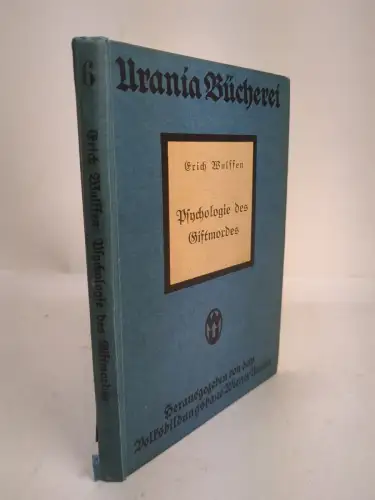 6
Erich Wulffen Psychologie des Giftmordes
Urania Bücherei
Erich Wulffen
Psychologie des
Giftmordes
Herausgegeben von dem
Volksbildungshaus Wiener Urania